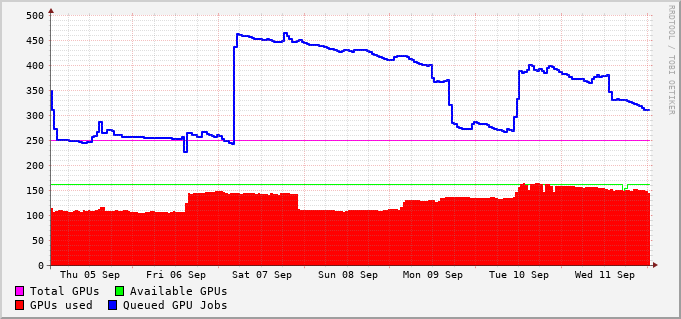 500
450
400
350
300
250
200
150
100
50
0
Thu 05 Sep Fri 06 Sep Sat 07 Sep Sun 08 Sep Mon 09 Sep Tue 10 Sep Wed 11 Sep
Total GPUs Available GPUs
GPUs used Queued GPU Jobs
RRDTOOL / TOBI OETIKER